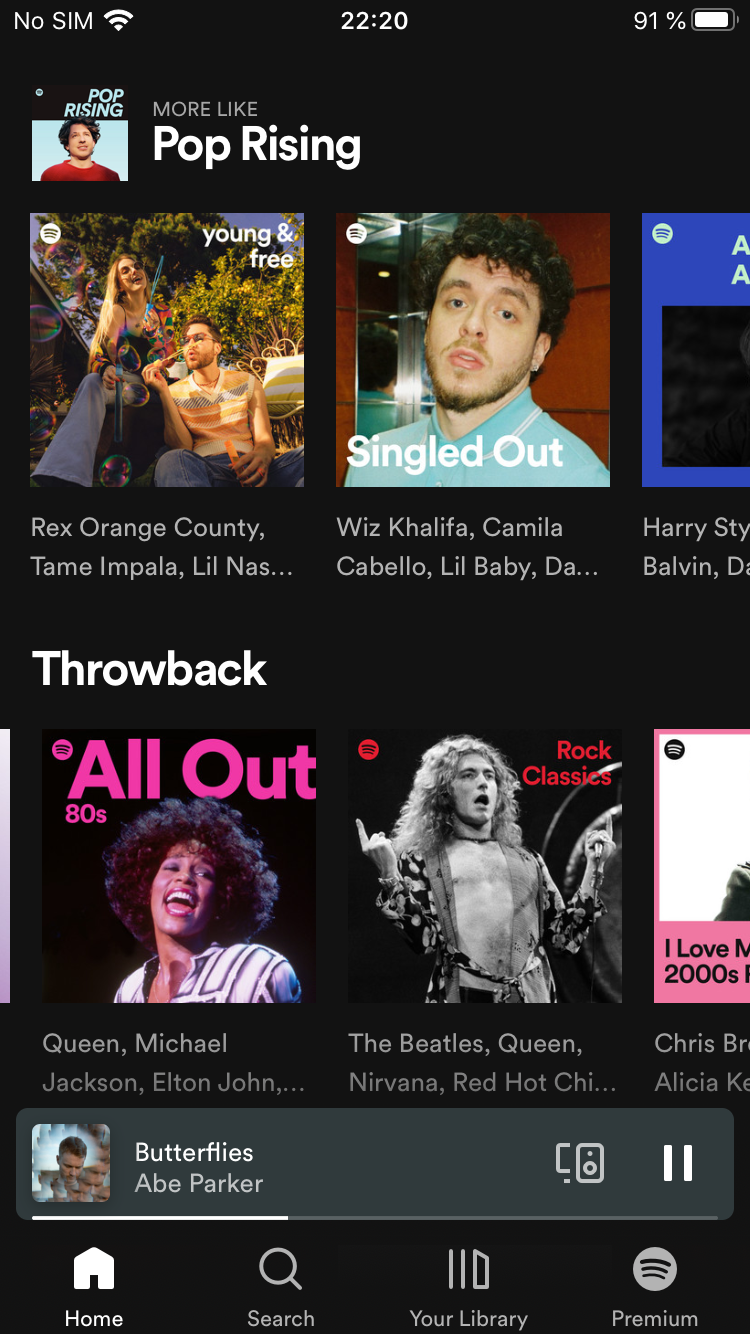 No SIM
22:20
91 %
POP
RISING
MORE LIKE
Pop Rising
young &
free
Singled Out
A
A
Rex Orange County,
Tame Impala, Lil Nas…
Wiz Khalifa, Camila
Cabello, Lil Baby, Da…
Harry Sty
Balvin, Da
Throwback
All Out
80s
Rock
Classics
I Love M
2000s R
Queen, Michael
Jackson, Elton John,…
The Beatles, Queen,
Nirvana, Red Hot Chi…
Chris Bro
Alicia Ke
Butterflies
Abe Parker
Home
Search
Your Library
Premium